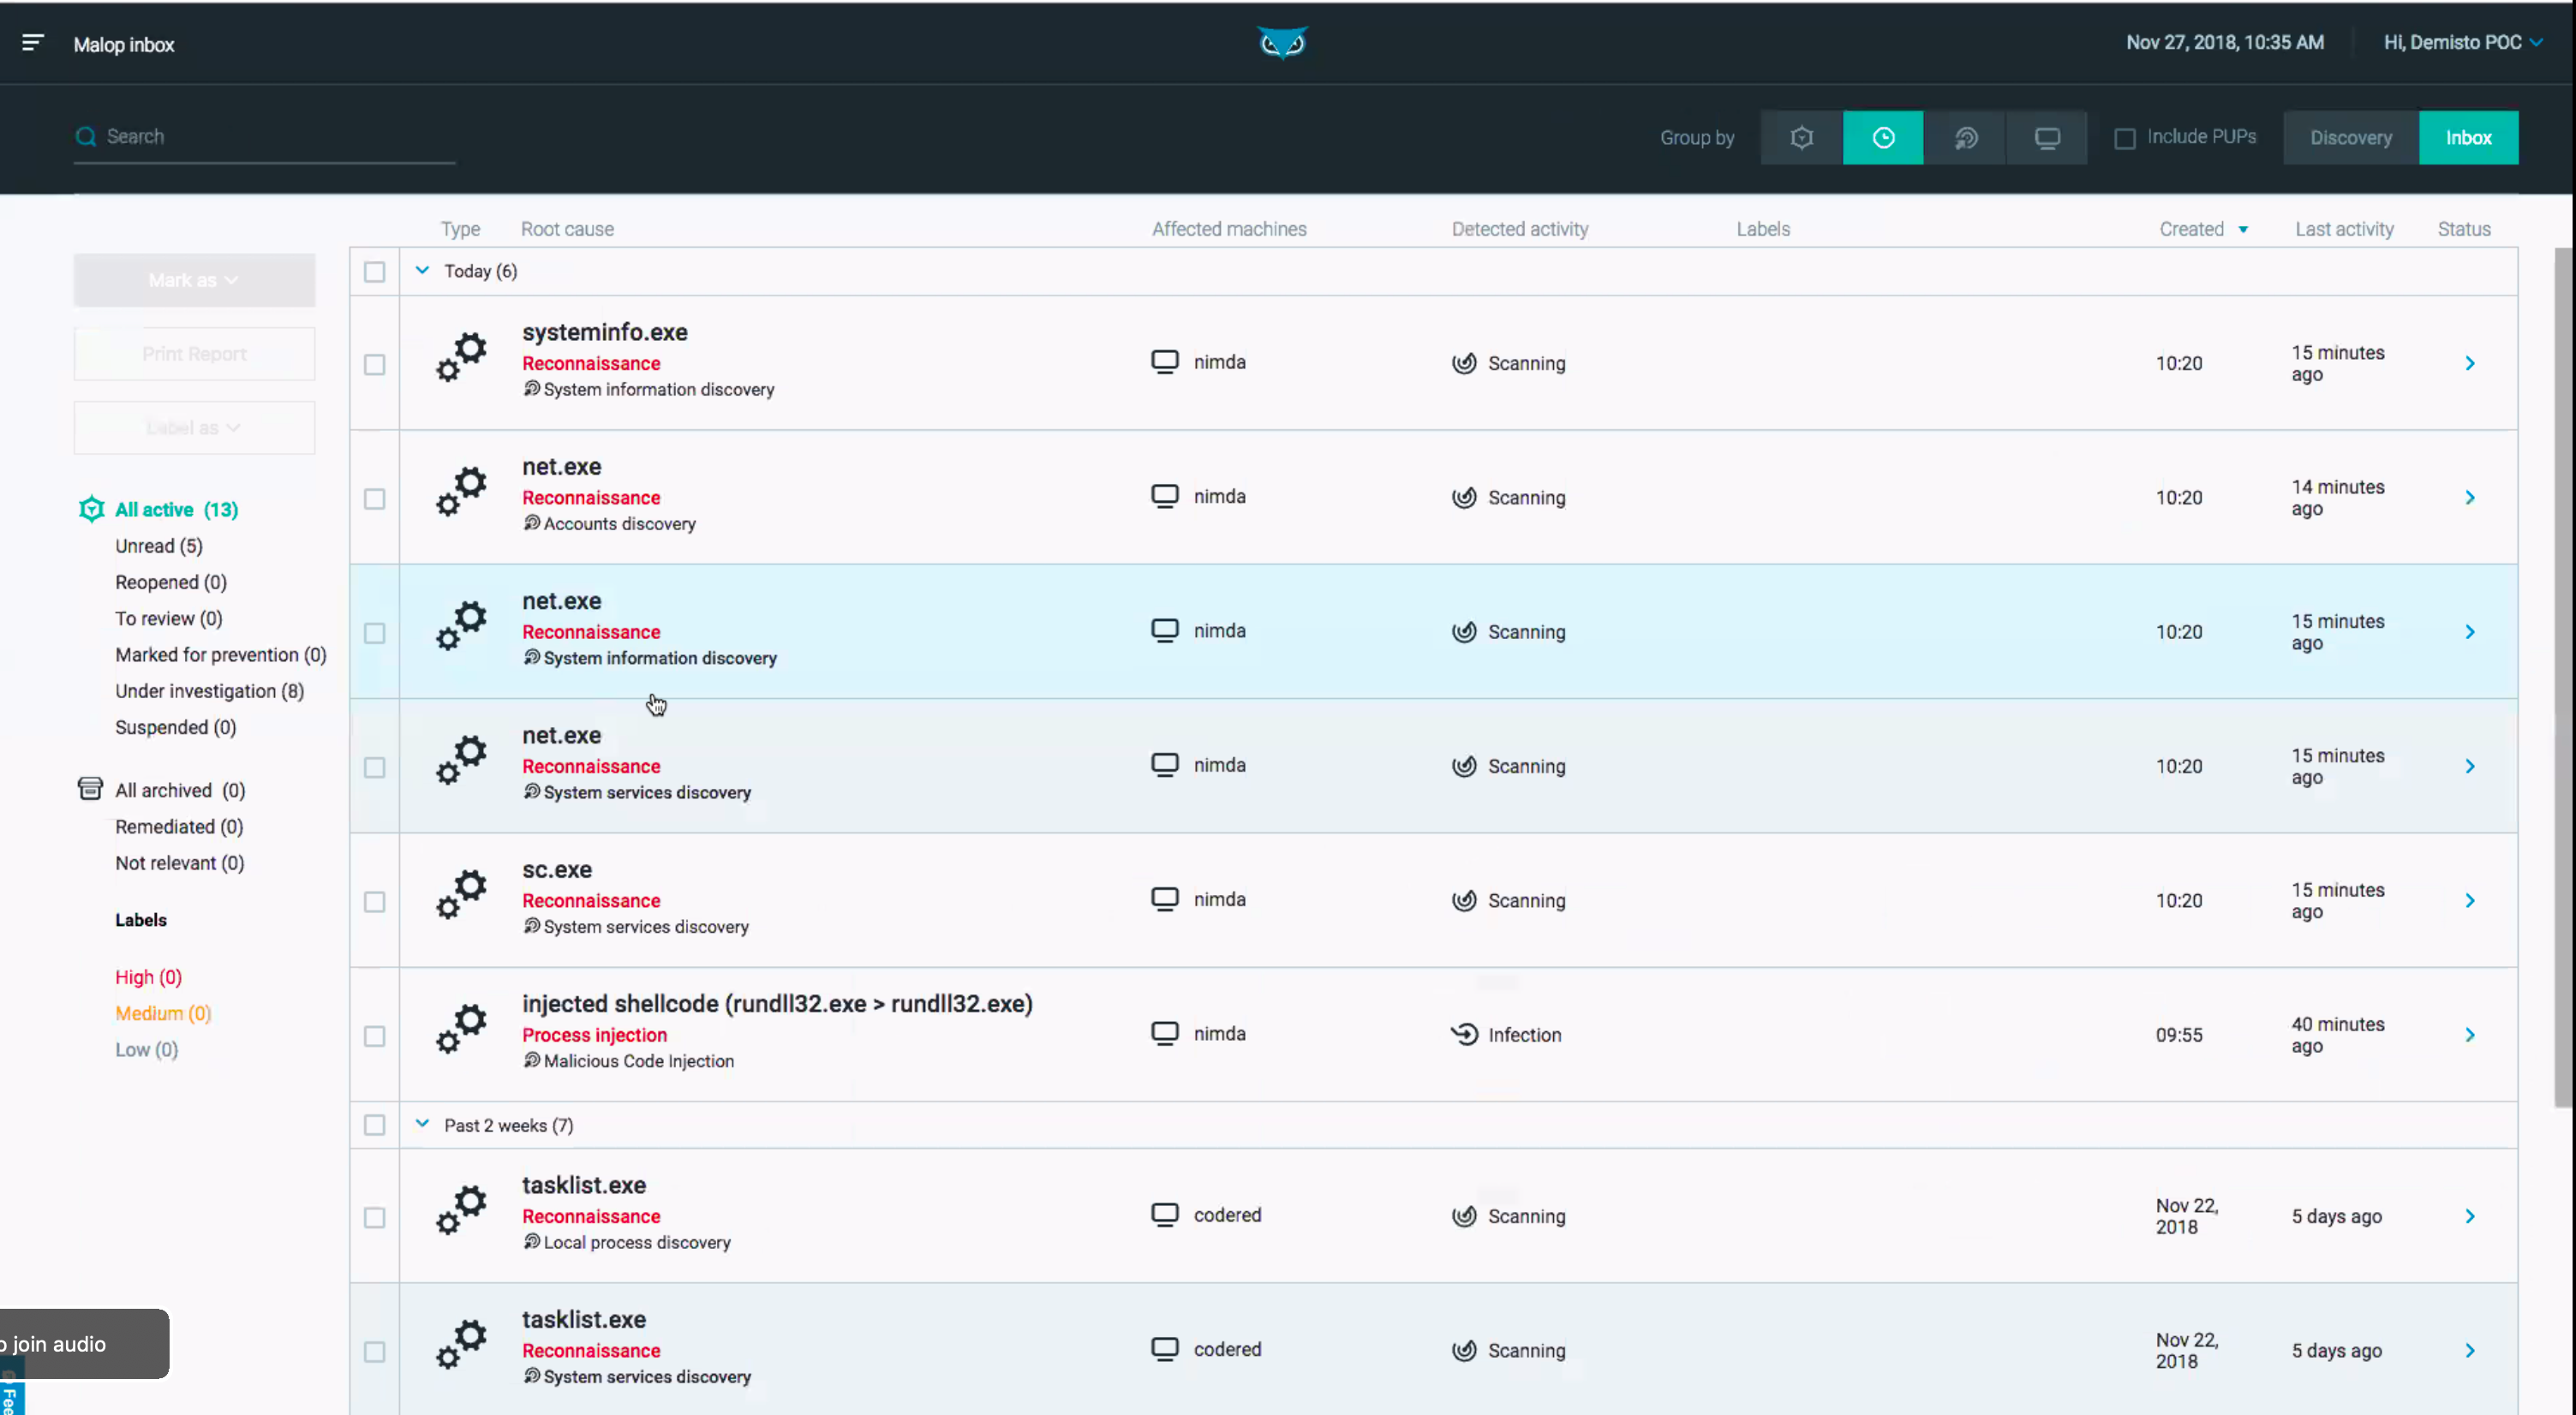 Malop inbox
Nov 27, 2018, 10:35 AM
Hi, Demisto POC
Search
Group by
Include PUPs
Discovery
Inbox
Type
Root cause
Affected machines
Detected activity
Labels
Created
Last activity
Status
Mark as
Print Report
Label as
All active (13)
Unread (5)
Reopened (0)
To review (0)
Marked for prevention (0)
Under investigation (8)
Suspended (0)
All archived (0)
Remediated (0)
Not relevant (0)
Labels
High (0)
Medium (0)
Low (0)
Today (6)
systeminfo.exe
Reconnaissance
System information discovery
nimda
Scanning
10:20
15 minutes
ago
net.exe
Reconnaissance
Accounts discovery
nimda
Scanning
10:20
14 minutes
ago
net.exe
Reconnaissance
System information discovery
nimda
Scanning
10:20
15 minutes
ago
net.exe
Reconnaissance
System services discovery
nimda
Scanning
10:20
15 minutes
ago
sc.exe
Reconnaissance
System services discovery
nimda
Scanning
10:20
15 minutes
ago
injected shellcode (rundll32.exe > rundll32.exe)
Process injection
Malicious Code Injection
nimda
Infection
09:55
40 minutes
ago
Past 2 weeks (7)
tasklist.exe
Reconnaissance
Local process discovery
codered
Scanning
Nov 22,
2018
5 days ago
tasklist.exe
Reconnaissance
System services discovery
codered
Scanning
Nov 22,
2018
5 days ago
join audio
Fee